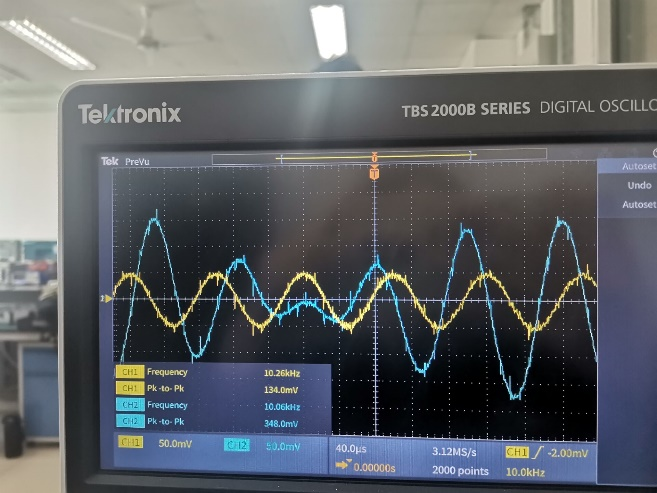 Tektronix
TBS 2000B SERIES DIGITAL OSCILLO
Tek PreVu
T
T
Autoset
Undo
Autoset
1
CH1 Frequency 10.26kHz
CH1 Pk-to-Pk 134.0mV
CH2 Frequency 10.06kHz
CH2 Pk-to-Pk 348.0mV
CH1 50.0mV CH2 50.0mV
40.0µs 3.12MS/s CH1 -2.00mV
0.00000s 2000 points 10.0kHz